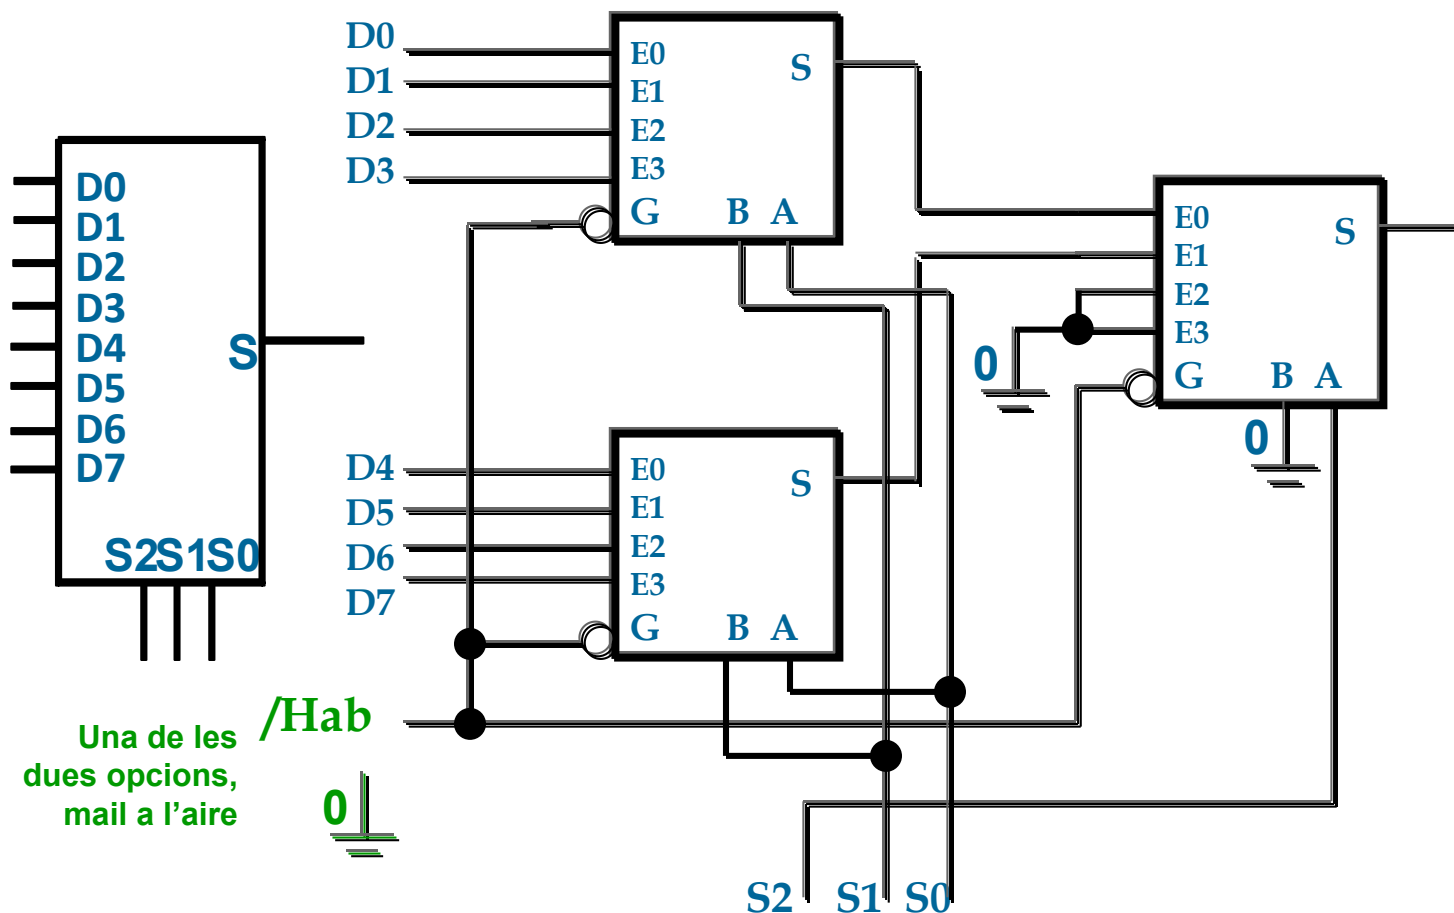 D0
D1
D2
D3
D4
D5
D6
D7
S
S2S1S0
D0
D1
D2
D3
E0
E1
E2
E3
G B A
S
D4
D5
D6
D7
E0
E1
E2
E3
G B A
S
E0
E1
E2
E3
G B A
S
0
0
/Hab
Una de les
dues opcions,
mail a l’aire
0
S2 S1 S0